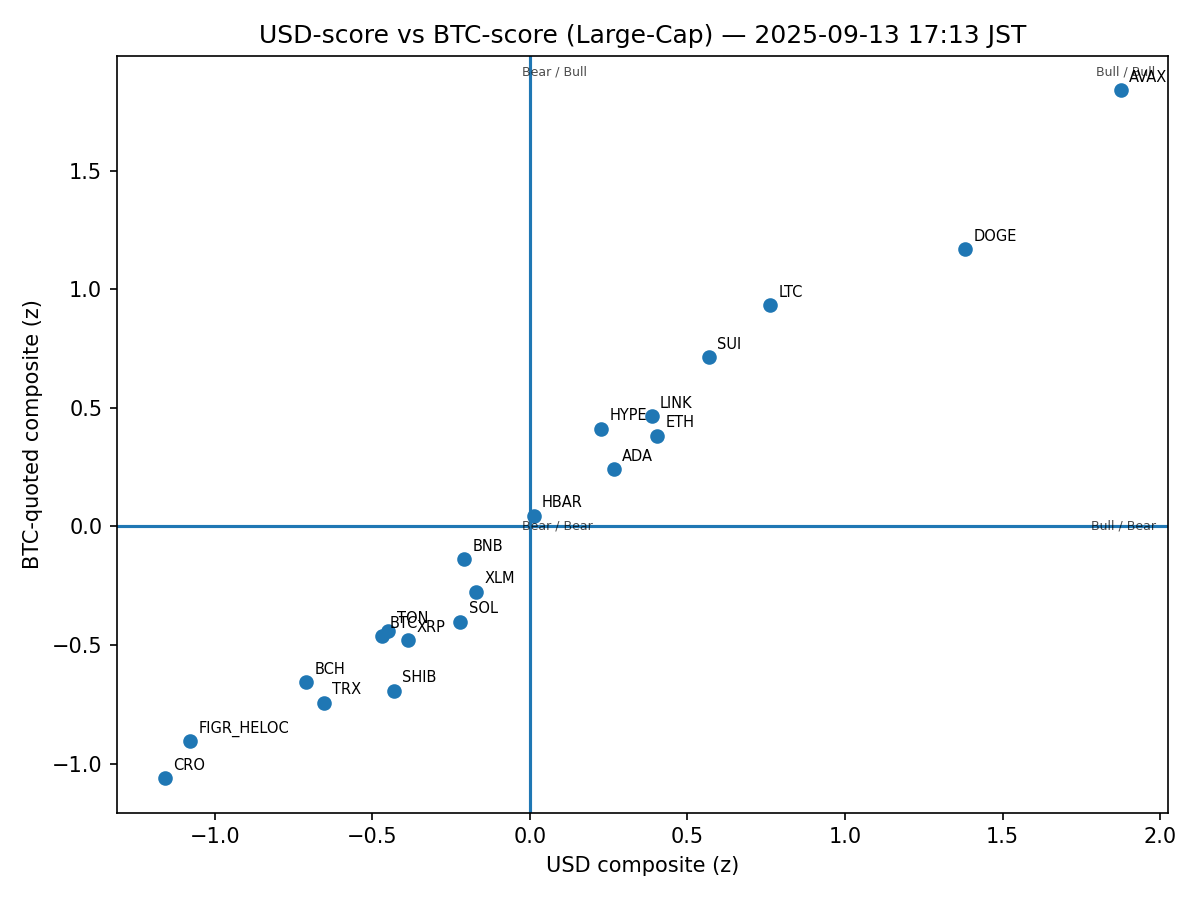 USD-score vs BTC-score (Large-Cap) — 2025-09-13 17:13 JST
Bear / Bull
Bull / Bull
AVAX
1.5
DOGE
1.0
LTC
SUI
0.5
LINK
HYPE
ETH
ADA
HBAR
0.0
Bear / Bear
Bull / Bear
BNB
XLM
SOL
TON
BTC
XRP
−0.5
BCH
SHIB
TRX
FIGR_HELOC
CRO
−1.0
−1.0
−0.5
0.0
0.5
1.0
1.5
2.0
USD composite (z)
BTC-quoted composite (z)